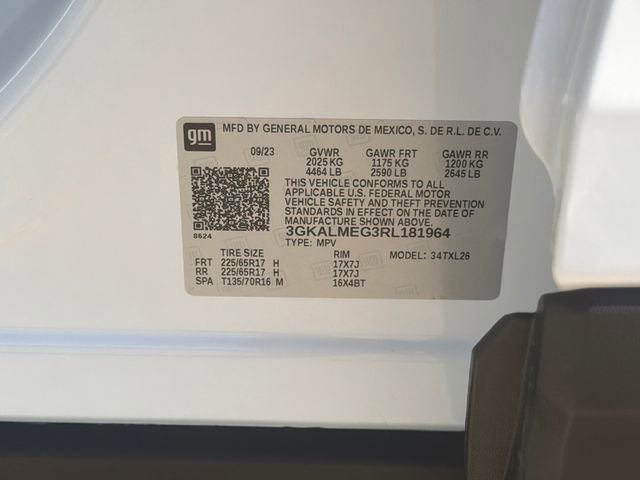 gm MFD BY GENERAL MOTORS DE MEXICO, S. DE R.L. DE C.V.
09/23 GVWR GAWR FRT GAWR RR
2025 KG 1175 KG 1200 KG
4464 LB 2590 LB 2645 LB
THIS VEHICLE CONFORMS TO ALL
APPLICABLE U.S. FEDERAL MOTOR
VEHICLE SAFETY AND THEFT PREVENTION
STANDARDS IN EFFECT ON THE DATE OF
MANUFACTURE SHOWN ABOVE.
8624 3GKALMEG3RL181964
TYPE: MPV
TIRE SIZE RIM MODEL: 34TXL26
FRT 225/65R17 H 17X7J
RR 225/65R17 H 17X7J
SPA T135/70R16 M 16X4BT